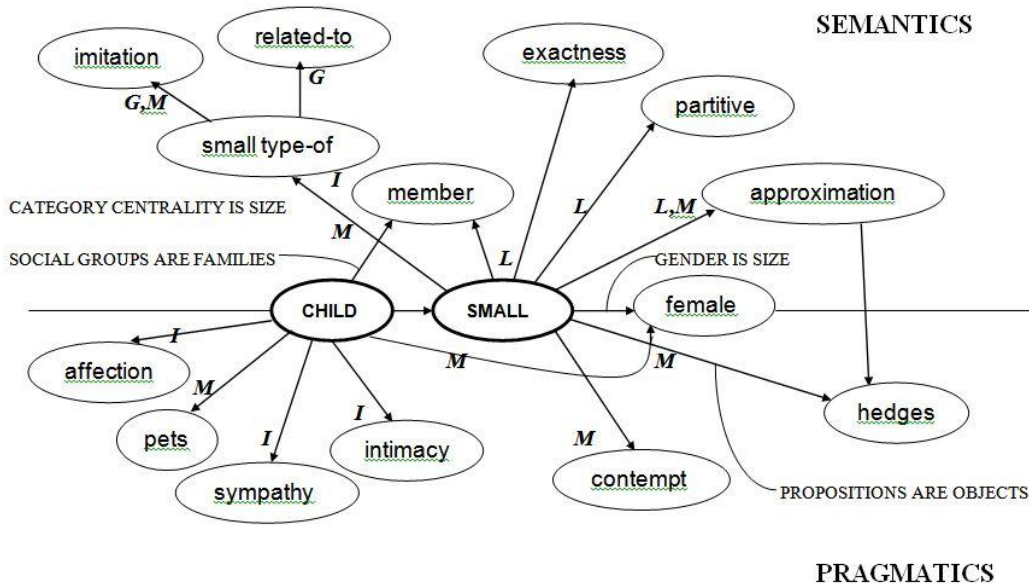 SEMANTICS
related-to
imitation
exactness
G
G,M
partitive
small type-of
I
member
approximation
L
L,M
CATEGORY CENTRALITY IS SIZE
M
SOCIAL GROUPS ARE FAMILIES
L
GENDER IS SIZE
CHILD
SMALL
female
I
M
M
affection
M
I
hedges
pets
I
M
intimacy
sympathy
contempt
PROPOSITIONS ARE OBJECTS
PRAGMATICS